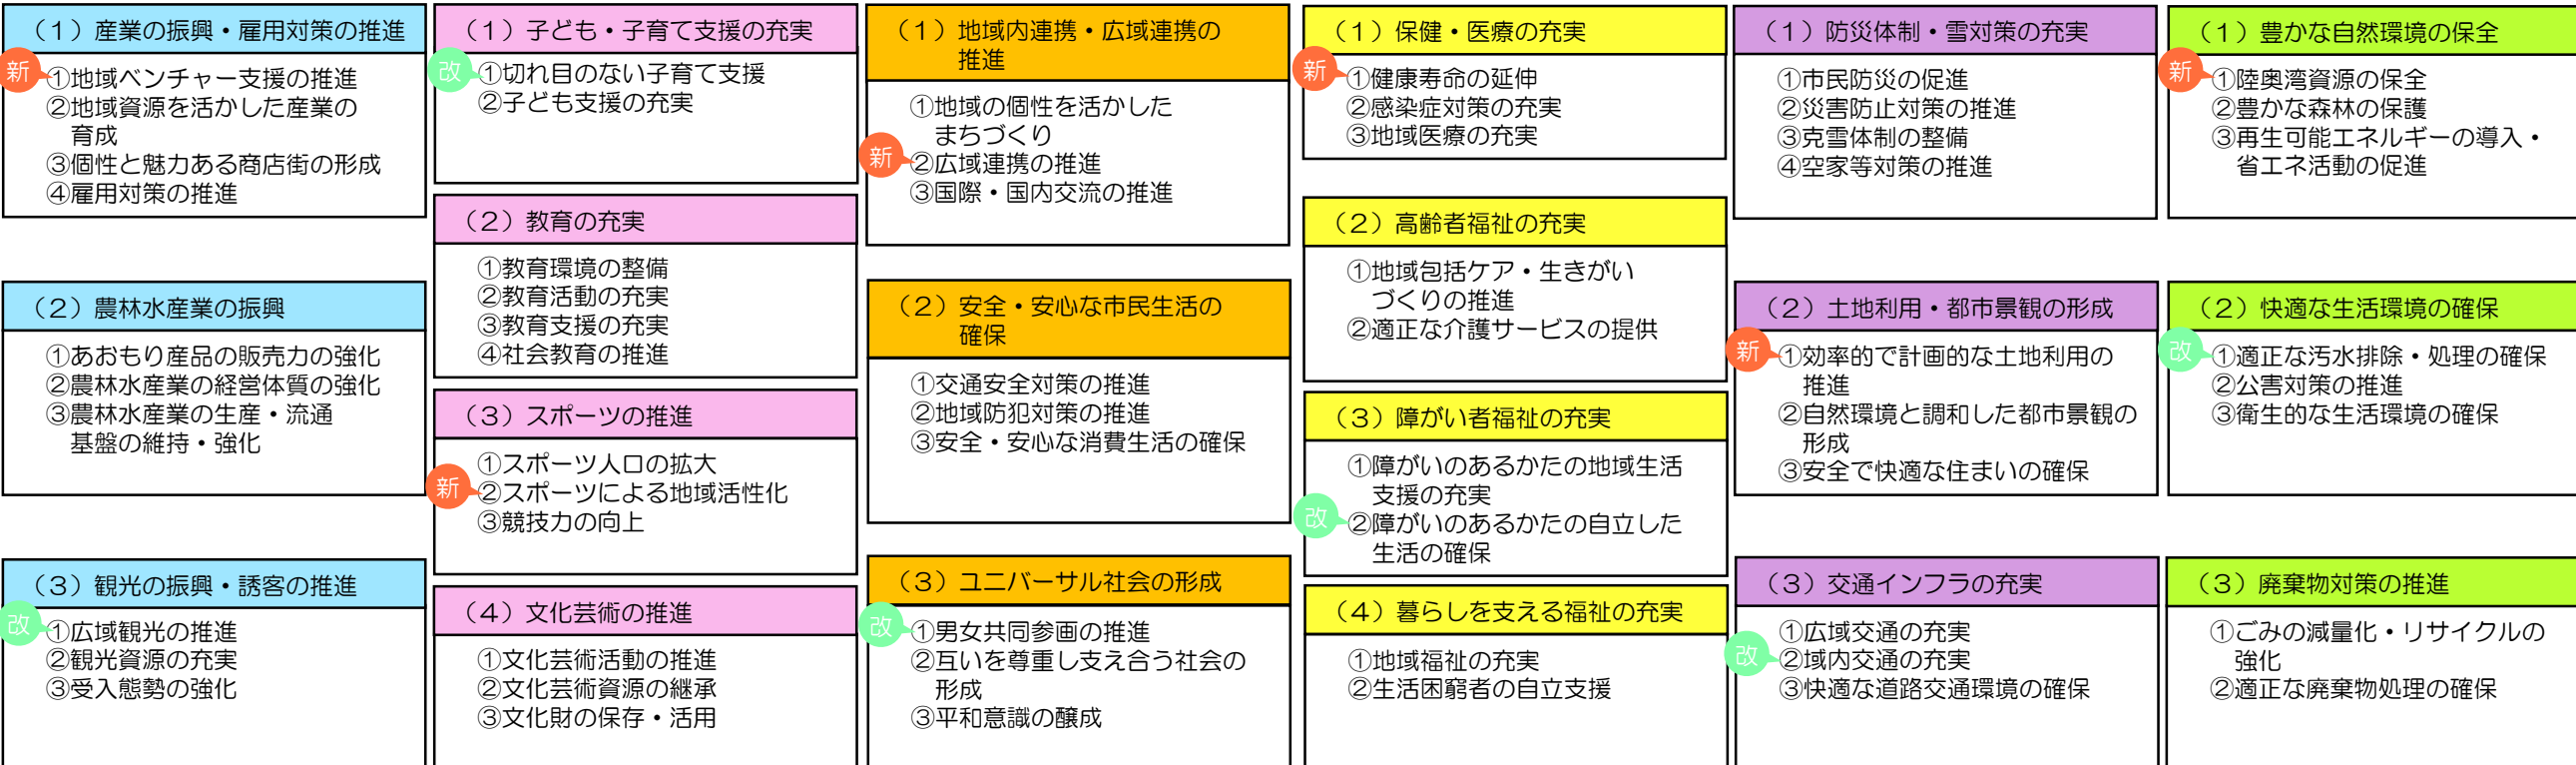 （1）産業の振興・雇用対策の推進
新
①地域ベンチャー支援の推進
②地域資源を活かした産業の
育成
③個性と魅力ある商店街の形成
④雇用対策の推進
（2）農林水産業の振興
①あおもり産品の販売力の強化
②農林水産業の経営体質の強化
③農林水産業の生産・流通
基盤の維持・強化
（3）観光の振興・誘客の推進
改
①広域観光の推進
②観光資源の充実
③受入態勢の強化
（1）子ども・子育て支援の充実
改
①切れ目のない子育て支援
②子ども支援の充実
（2）教育の充実
①教育環境の整備
②教育活動の充実
③教育支援の充実
④社会教育の推進
（3）スポーツの推進
①スポーツ人口の拡大
新
②スポーツによる地域活性化
③競技力の向上
（4）文化芸術の推進
①文化芸術活動の推進
②文化芸術資源の継承
③文化財の保存・活用
（1）地域内連携・広域連携の
推進
①地域の個性を活かした
まちづくり
新
②広域連携の推進
③国際・国内交流の推進
（2）安全・安心な市民生活の
確保
①交通安全対策の推進
②地域防犯対策の推進
③安全・安心な消費生活の確保
（3）ユニバーサル社会の形成
改
①男女共同参画の推進
②互いを尊重し支え合う社会の
形成
③平和意識の醸成
（1）保健・医療の充実
新
①健康寿命の延伸
②感染症対策の充実
③地域医療の充実
（2）高齢者福祉の充実
①地域包括ケア・生きがい
づくりの推進
②適正な介護サービスの提供
（3）障がい者福祉の充実
①障がいのあるかたの地域生活
支援の充実
改
②障がいのあるかたの自立した
生活の確保
（4）暮らしを支える福祉の充実
①地域福祉の充実
②生活困窮者の自立支援
（1）防災体制・雪対策の充実
①市民防災の促進
②災害防止対策の推進
③克雪体制の整備
④空家等対策の推進
（2）土地利用・都市景観の形成
新
①効率的で計画的な土地利用の
推進
②自然環境と調和した都市景観の
形成
③安全で快適な住まいの確保
（3）交通インフラの充実
①広域交通の充実
改
②域内交通の充実
③快適な道路交通環境の確保
（1）豊かな自然環境の保全
新
①陸奥湾資源の保全
②豊かな森林の保護
③再生可能エネルギーの導入・
省エネ活動の促進
（2）快適な生活環境の確保
改
①適正な汚水排除・処理の確保
②公害対策の推進
③衛生的な生活環境の確保
（3）廃棄物対策の推進
①ごみの減量化・リサイクルの
強化
②適正な廃棄物処理の確保